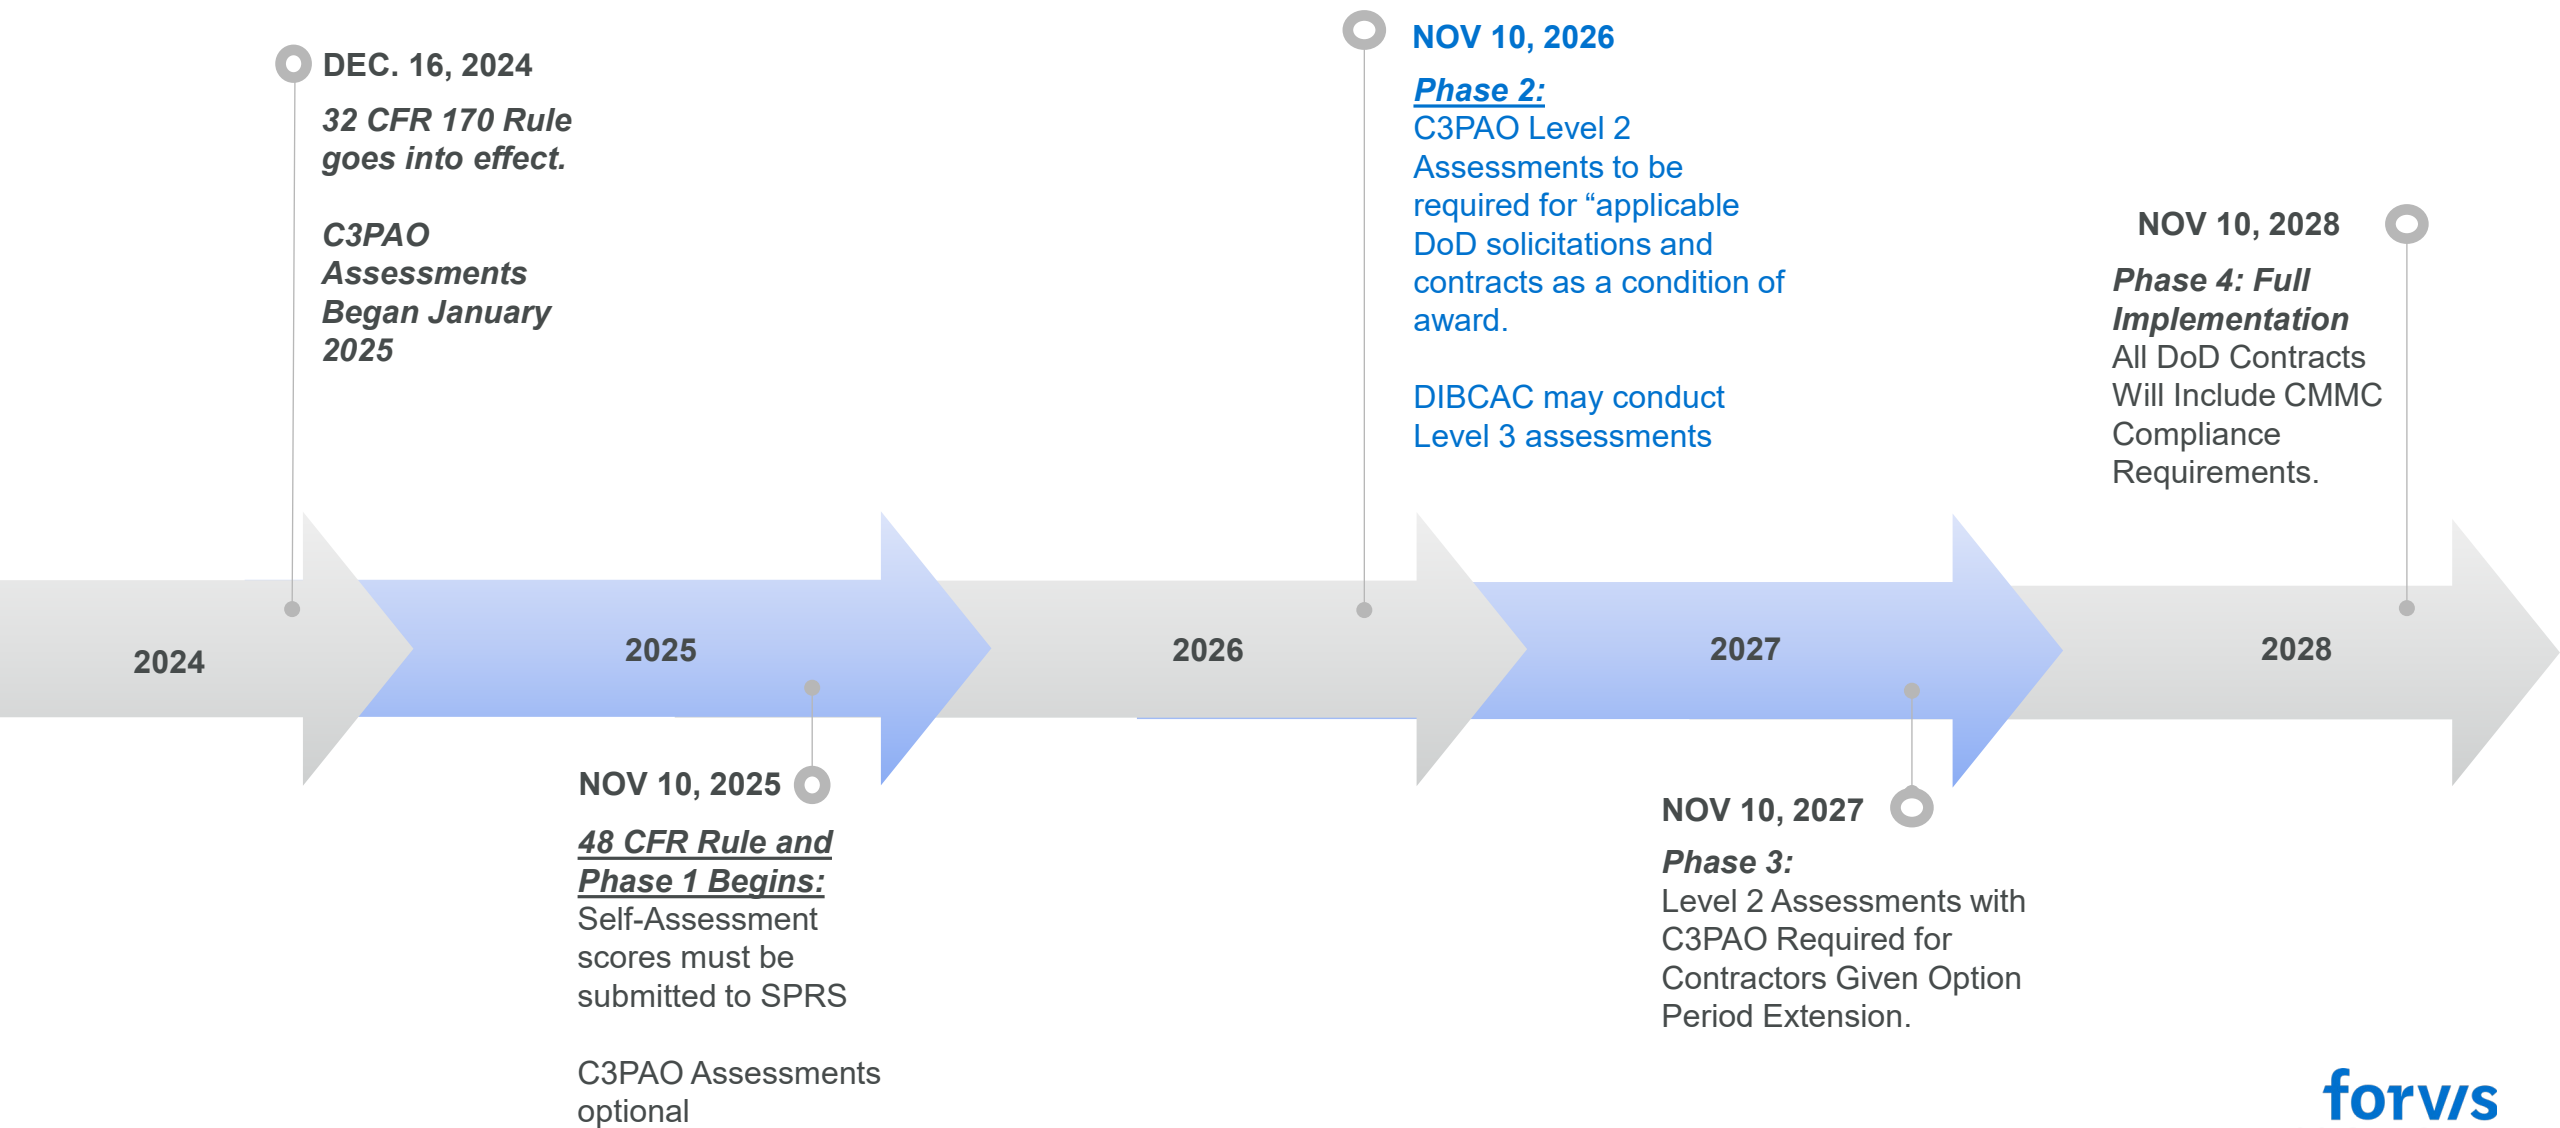 DEC. 16, 2024
32 CFR 170 Rule
goes into effect.
C3PAO
Assessments
Began January
2025
NOV 10, 2026
Phase 2:
C3PAO Level 2
Assessments to be
required for “applicable
DoD solicitations and
contracts as a condition of
award.
DIBCAC may conduct
Level 3 assessments
NOV 10, 2028
Phase 4: Full
Implementation
All DoD Contracts
Will Include CMMC
Compliance
Requirements.
2024
2025
2026
2027
2028
NOV 10, 2025
48 CFR Rule and
Phase 1 Begins:
Self-Assessment
scores must be
submitted to SPRS
C3PAO Assessments
optional
NOV 10, 2027
Phase 3:
Level 2 Assessments with
C3PAO Required for
Contractors Given Option
Period Extension.
forvis